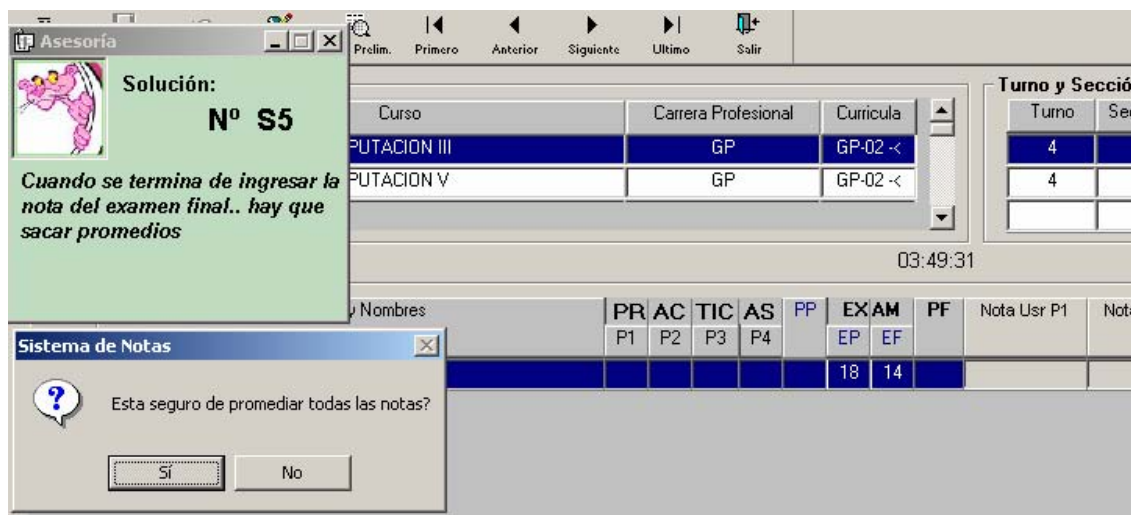 Asesoría
Solución:
Nº S5
Cuando se termina de ingresar la
nota del examen final.. hay que
sacar promedios
Prelim. Primero Anterior Siguiente Ultimo Salir
Curso Carrera Profesional Curricula
PUTACION III GP GP-02 -<
PUTACION V GP GP-02 -<
Turno y Secció
Turno Sec
4
4
03:49:31
y Nombres PR AC TIC AS PP EXAM PF Nota Usr P1 Nota
P1 P2 P3 P4 EP EF
18 14
Sistema de Notas
Esta seguro de promediar todas las notas?
Sí No